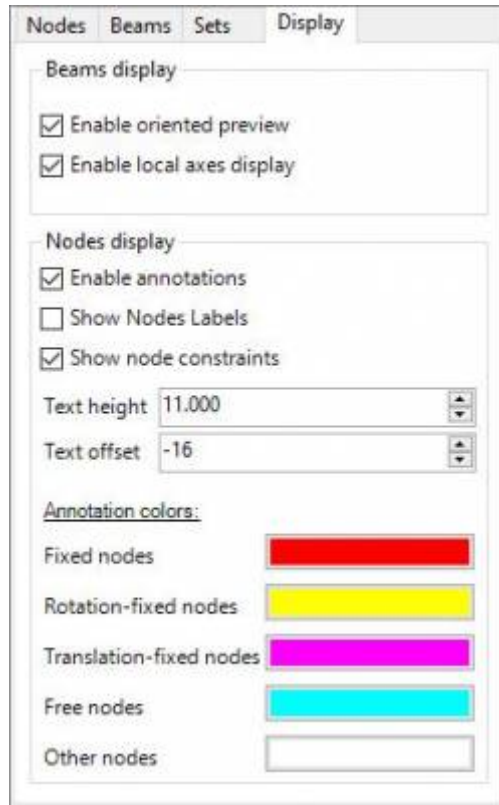 Nodes Beams Sets Display
Beams display
Enable oriented preview
Enable local axes display
Nodes display
Enable annotations
Show Nodes Labels
Show node constraints
Text height 11.000
Text offset -16
Annotation colors:
Fixed nodes
Rotation-fixed nodes
Translation-fixed nodes
Free nodes
Other nodes